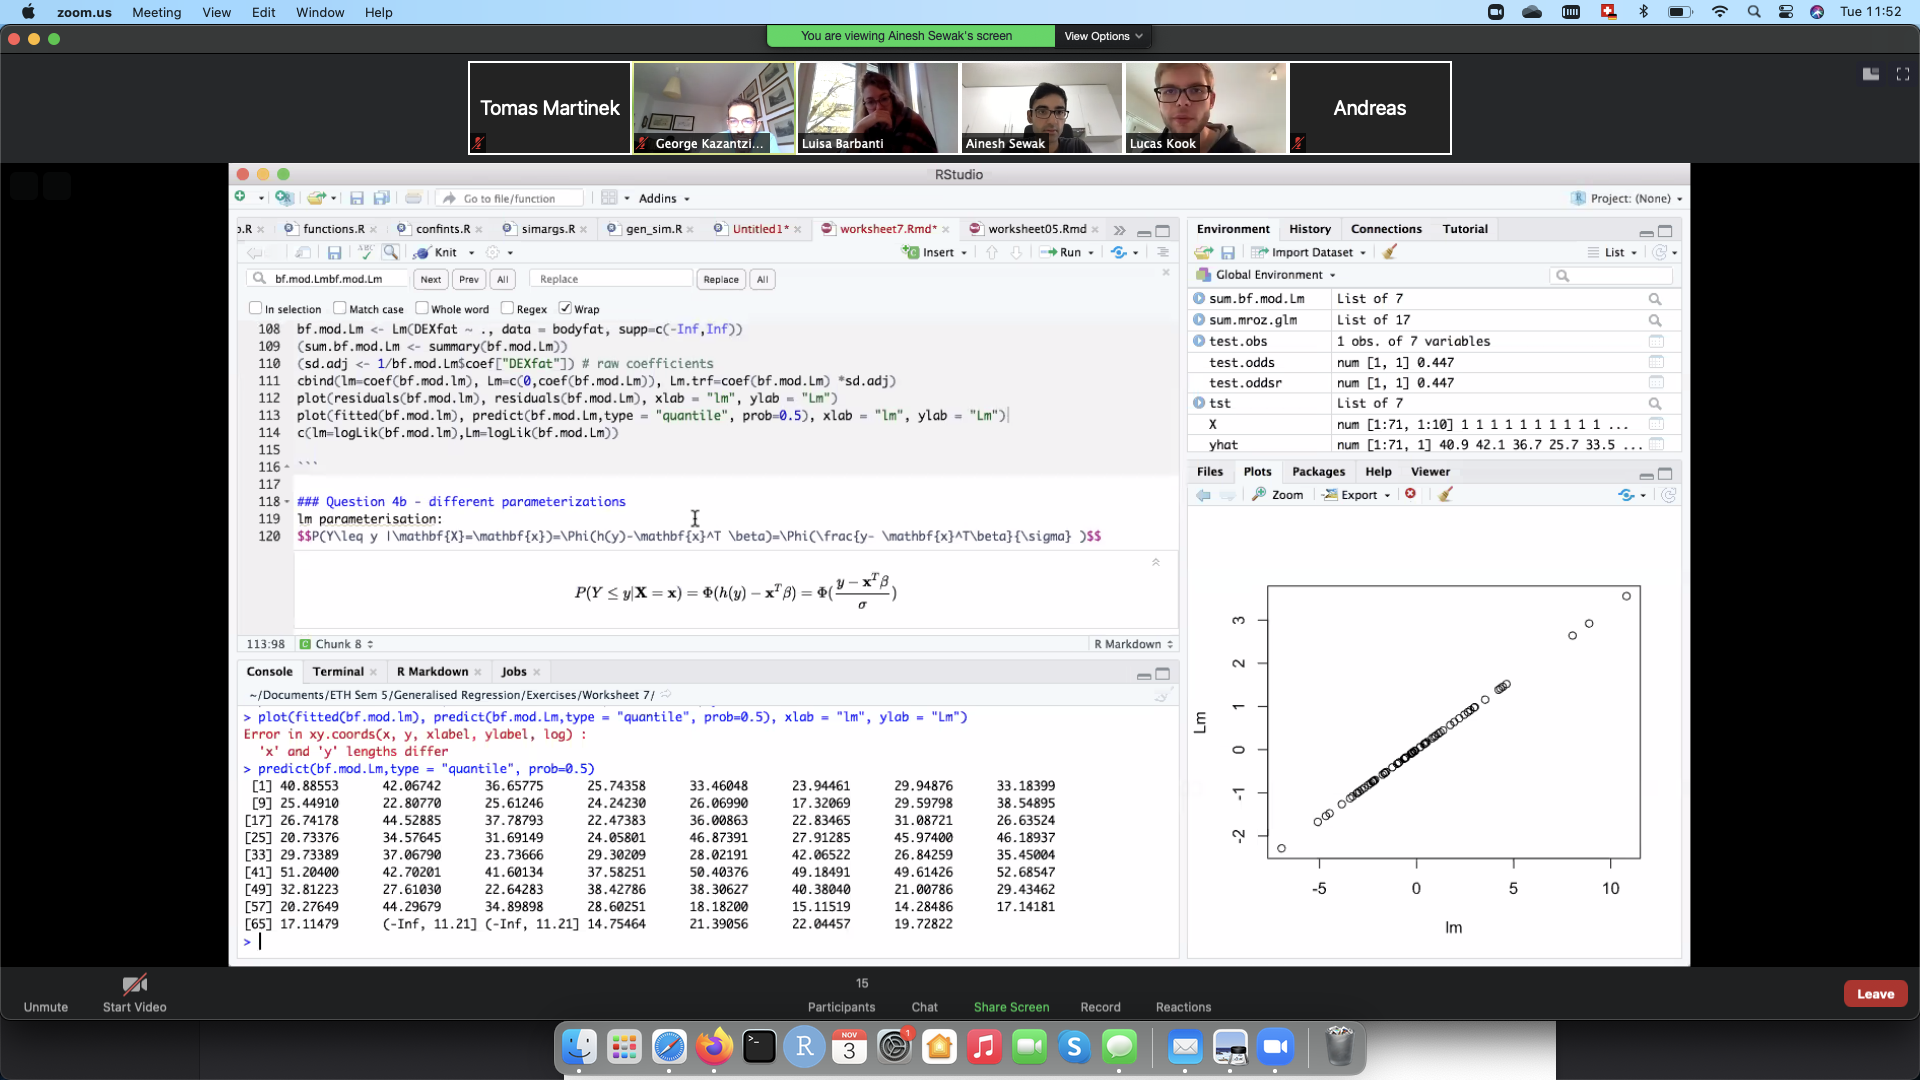 zoom.us Meeting View Edit Window Help Tue 11:52
You are viewing Ainesh Sewak's screen View Options
Tomas Martinek
Andreas
George Kazantzi... Luisa Barbanti Ainesh Sewak Lucas Kook
RStudio
Go to file/function Addins Project: (None)
o.R functions.R confints.R simargs.R gen_sim.R Untitled1* worksheet7.Rmd* worksheet05.Rmd
Knit Insert Run
bf.mod.Lmbf.mod.Lm Next Prev All Replace Replace All
In selection Match case Whole word Regex Wrap
108 bf.mod.Lm <- Lm(DEXfat ~ ., data = bodyfat, supp=c(-Inf,Inf))
109 (sum.bf.mod.Lm <- summary(bf.mod.Lm))
110 (sd.adj <- 1/bf.mod.Lm$coef["DEXfat"]) # raw coefficients
111 cbind(lm=coef(bf.mod.lm), Lm=c(0,coef(bf.mod.Lm)), Lm.trf=coef(bf.mod.Lm) *sd.adj)
112 plot(residuals(bf.mod.lm), residuals(bf.mod.Lm), xlab = "lm", ylab = "Lm")
113 plot(fitted(bf.mod.lm), predict(bf.mod.Lm,type = "quantile", prob=0.5), xlab = "lm", ylab = "Lm")
114 c(lm=logLik(bf.mod.lm),Lm=logLik(bf.mod.Lm))
115
116 ```
117
118 ### Question 4b - different parameterizations
119 lm parameterisation:
120 $$P(Y\leq y |\mathbf{X}=\mathbf{x})=\Phi(h(y)-\mathbf{x}^T \beta)=\Phi(\frac{y- \mathbf{x}^T\beta}{\sigma} )$$
P(Y ≤ y|X = x) = Φ(h(y) − x^T β) = Φ((y − x^T β)/σ)
113:98 C Chunk 8 R Markdown
Console Terminal R Markdown Jobs
~/Documents/ETH Sem 5/Generalised Regression/Exercises/Worksheet 7/
> plot(fitted(bf.mod.lm), predict(bf.mod.Lm,type = "quantile", prob=0.5), xlab = "lm", ylab = "Lm")
Error in xy.coords(x, y, xlabel, ylabel, log) :
'x' and 'y' lengths differ
> predict(bf.mod.Lm,type = "quantile", prob=0.5)
[1] 40.88553 42.06742 36.65775 25.74358 33.46048 23.94461 29.94876 33.18399
[9] 25.44910 22.80770 25.61246 24.24230 26.06990 17.32069 29.59798 38.54895
[17] 26.74178 44.52885 37.78793 22.47383 36.00863 22.83465 31.08721 26.63524
[25] 20.73376 34.57645 31.69149 24.05801 46.87391 27.91285 45.97400 46.18937
[33] 29.73389 37.06790 23.73666 29.30209 28.02191 42.06522 26.84259 35.45004
[41] 51.20400 42.70201 41.60134 37.58251 50.40376 49.18491 49.61426 52.68547
[49] 32.81223 27.61030 22.64283 38.42786 38.30627 40.38040 21.00786 29.43462
[57] 20.27649 44.29679 34.89898 28.60251 18.18200 15.11519 14.28486 17.14181
[65] 17.11479 (-Inf, 11.21] (-Inf, 11.21] 14.75464 21.39056 22.04457 19.72822
>
Environment History Connections Tutorial
Import Dataset List
Global Environment
sum.bf.mod.Lm List of 7
sum.mroz.glm List of 17
test.obs 1 obs. of 7 variables
test.odds num [1, 1] 0.447
test.oddsr num [1, 1] 0.447
tst List of 7
X num [1:71, 1:10] 1 1 1 1 1 1 1 1 1 1 ...
yhat num [1:71, 1] 40.9 42.1 36.7 25.7 33.5 ...
Files Plots Packages Help Viewer
Zoom Export
3
2
1
0
-1
-2
Lm
-5 0 5 10
lm
Unmute Start Video 15 Participants Chat Share Screen Record Reactions Leave
NOV
3
1